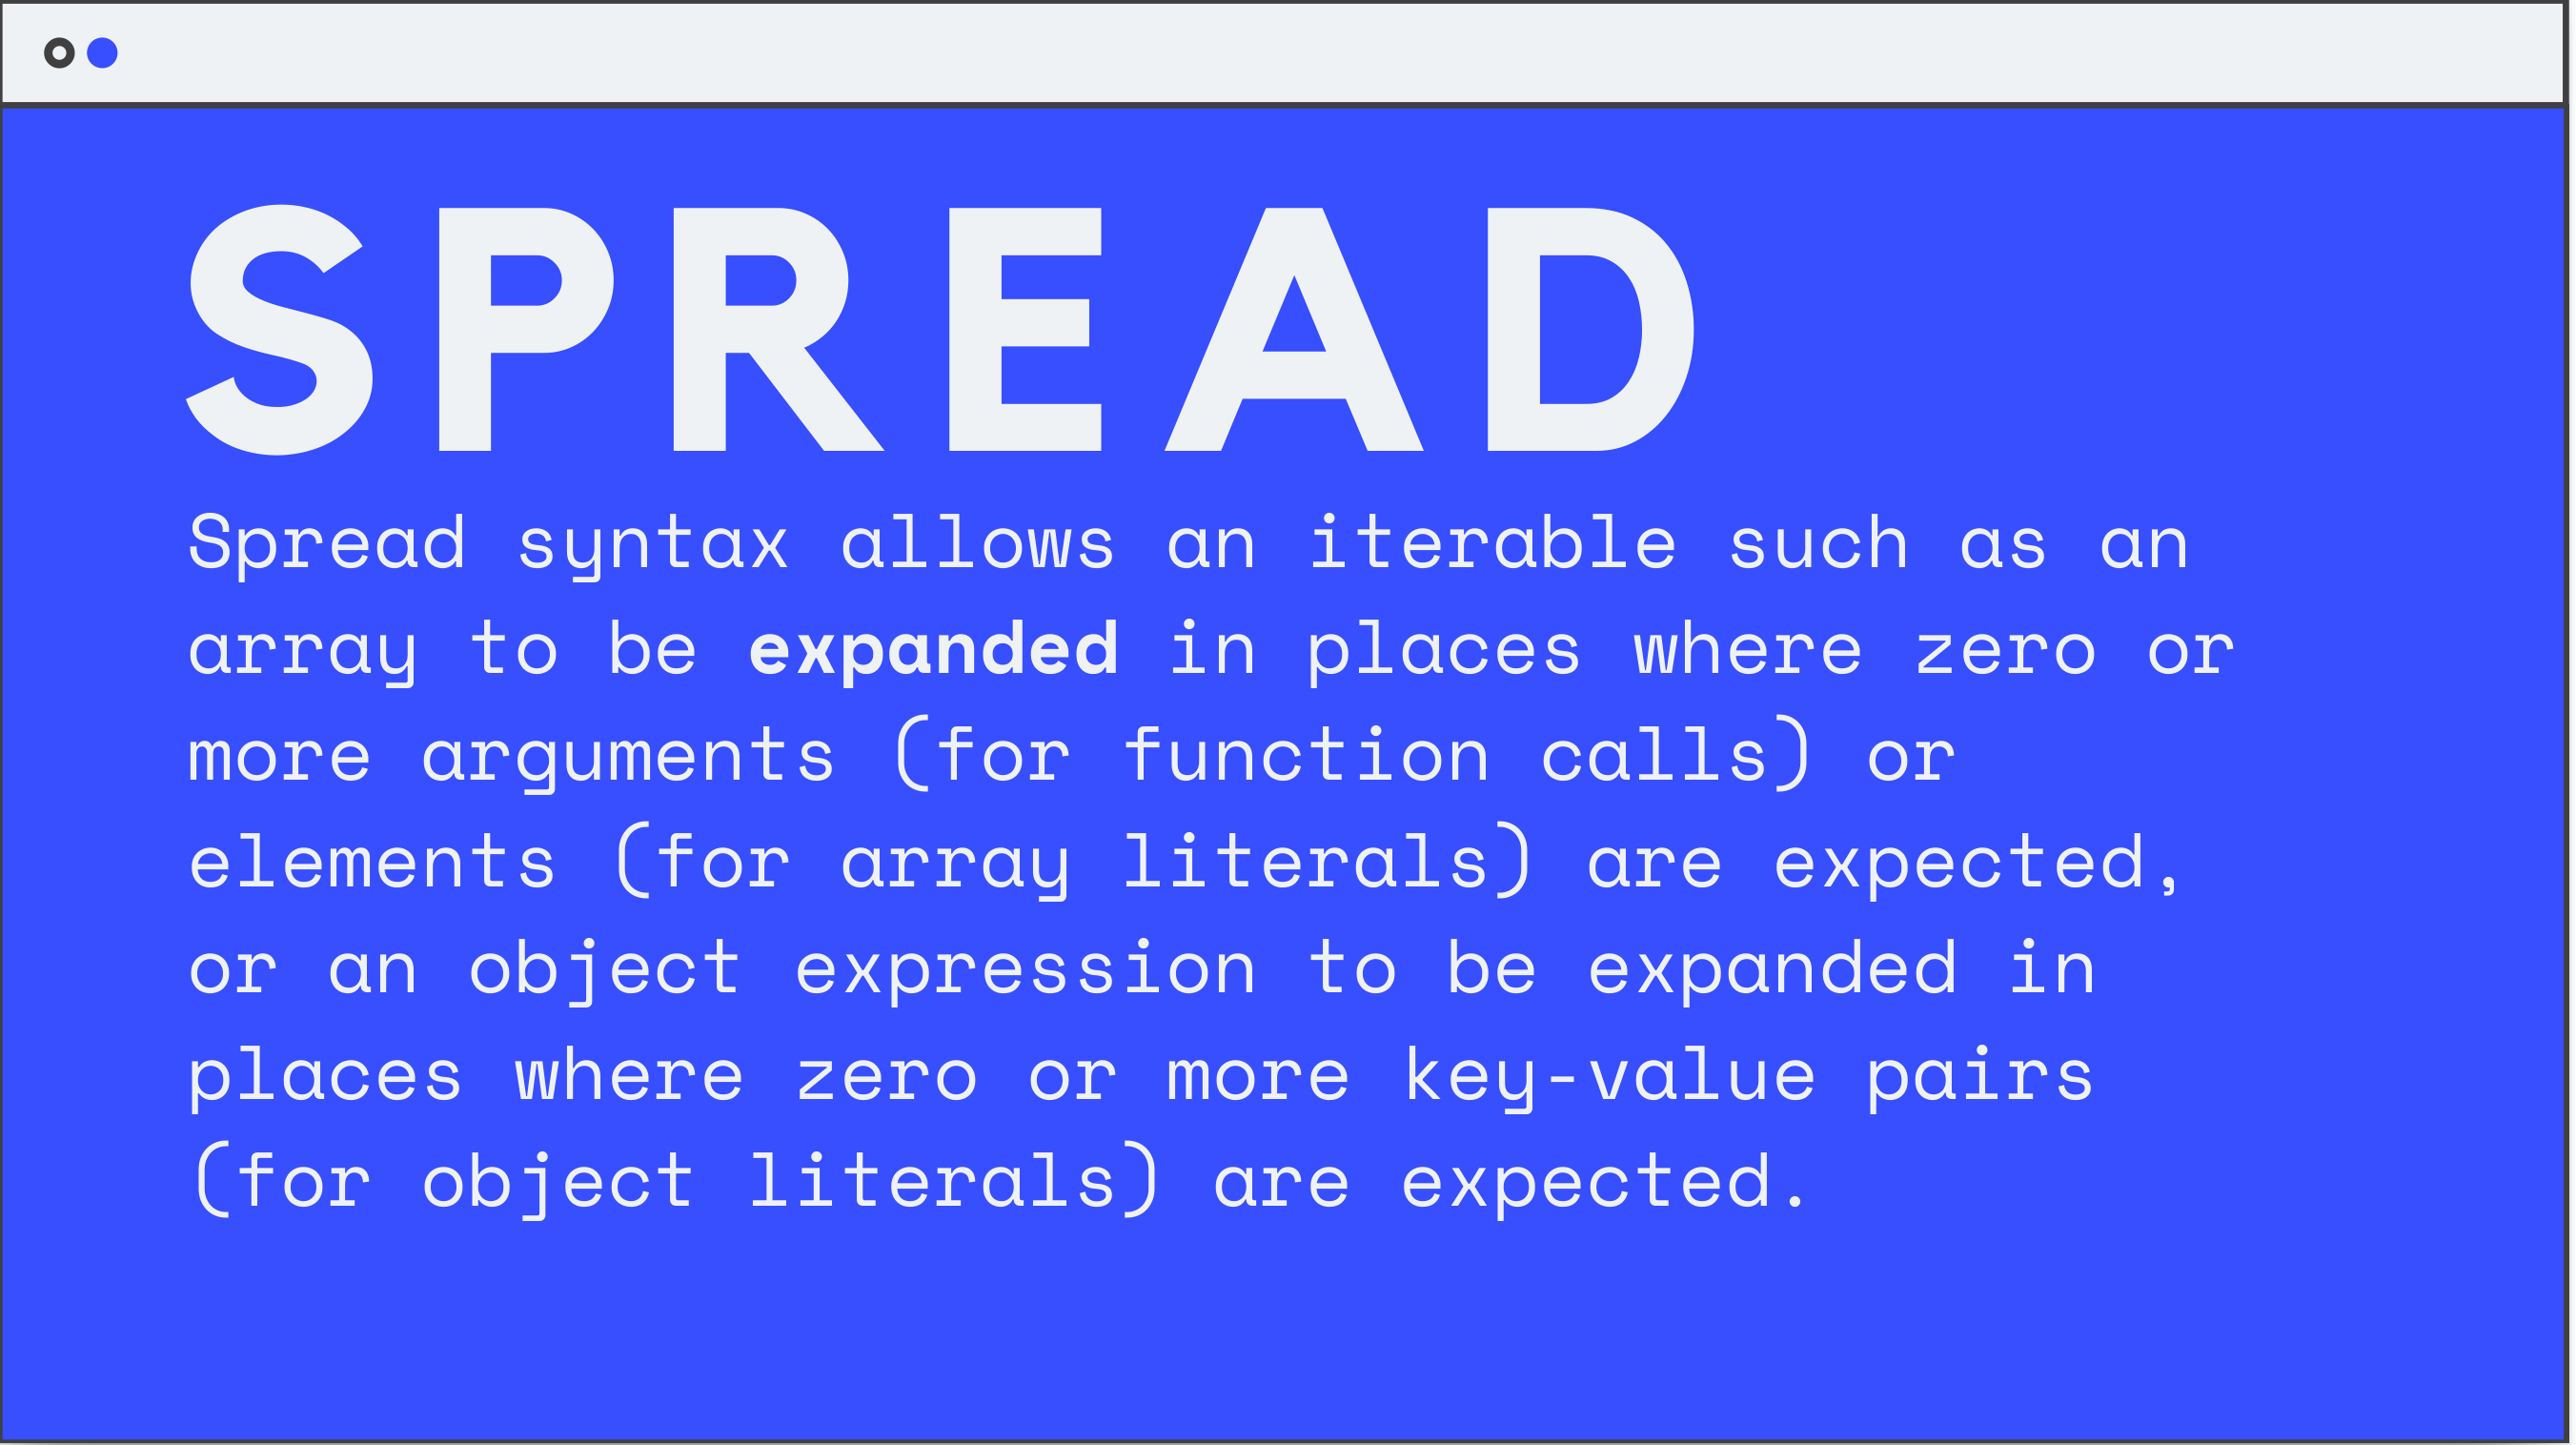 SPREAD
Spread syntax allows an iterable such as an
array to be expanded in places where zero or
more arguments (for function calls) or
elements (for array literals) are expected,
or an object expression to be expanded in
places where zero or more key-value pairs
(for object literals) are expected.